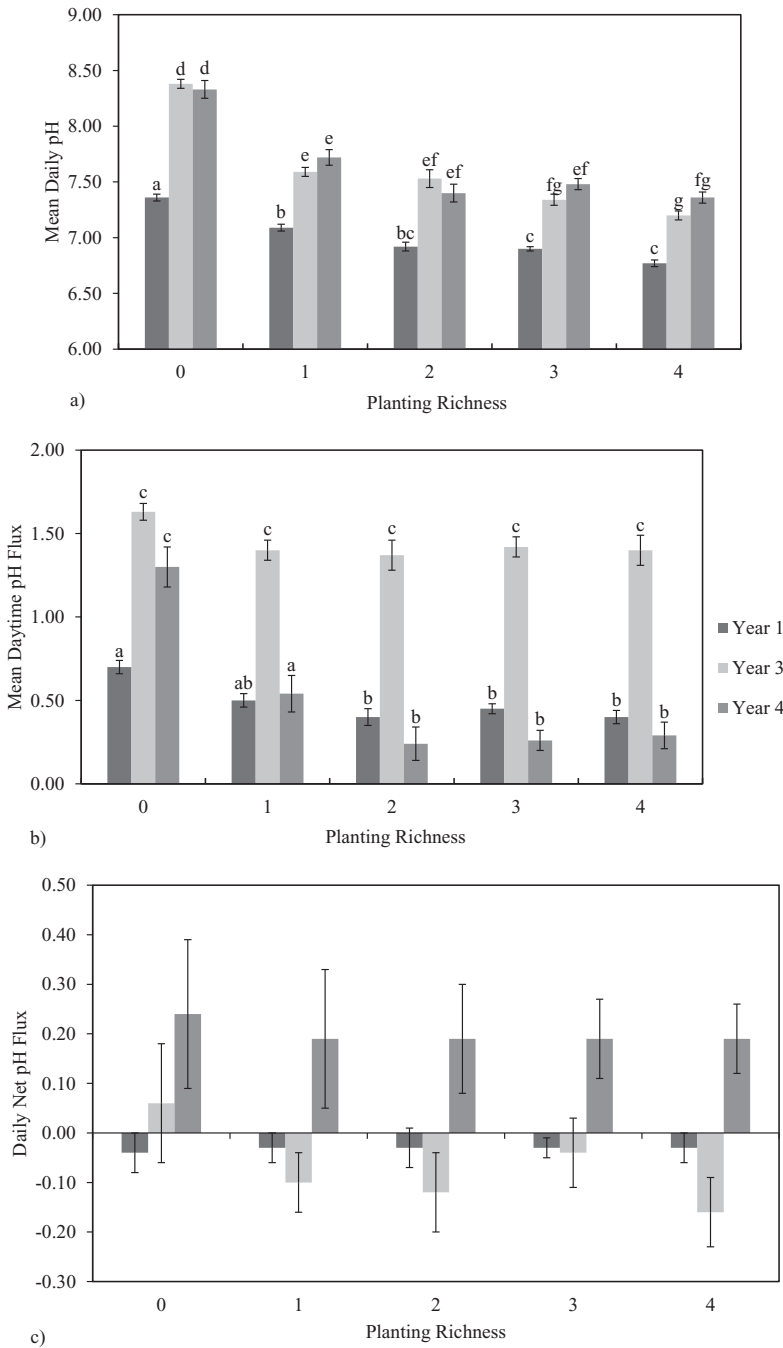 9.00
8.50
8.00
7.50
7.00
6.50
6.00
Mean Daily pH
a d d
b e e
bc ef ef
c fg ef
c g fg
0 1 2 3 4
a) Planting Richness
2.00
1.50
1.00
0.50
0.00
Mean Daytime pH Flux
a c c
ab c a
b c b
b c b
b c b
Year 1
Year 3
Year 4
0 1 2 3 4
b) Planting Richness
0.50
0.40
0.30
0.20
0.10
0.00
-0.10
-0.20
-0.30
Daily Net pH Flux
0 1 2 3 4
c) Planting Richness